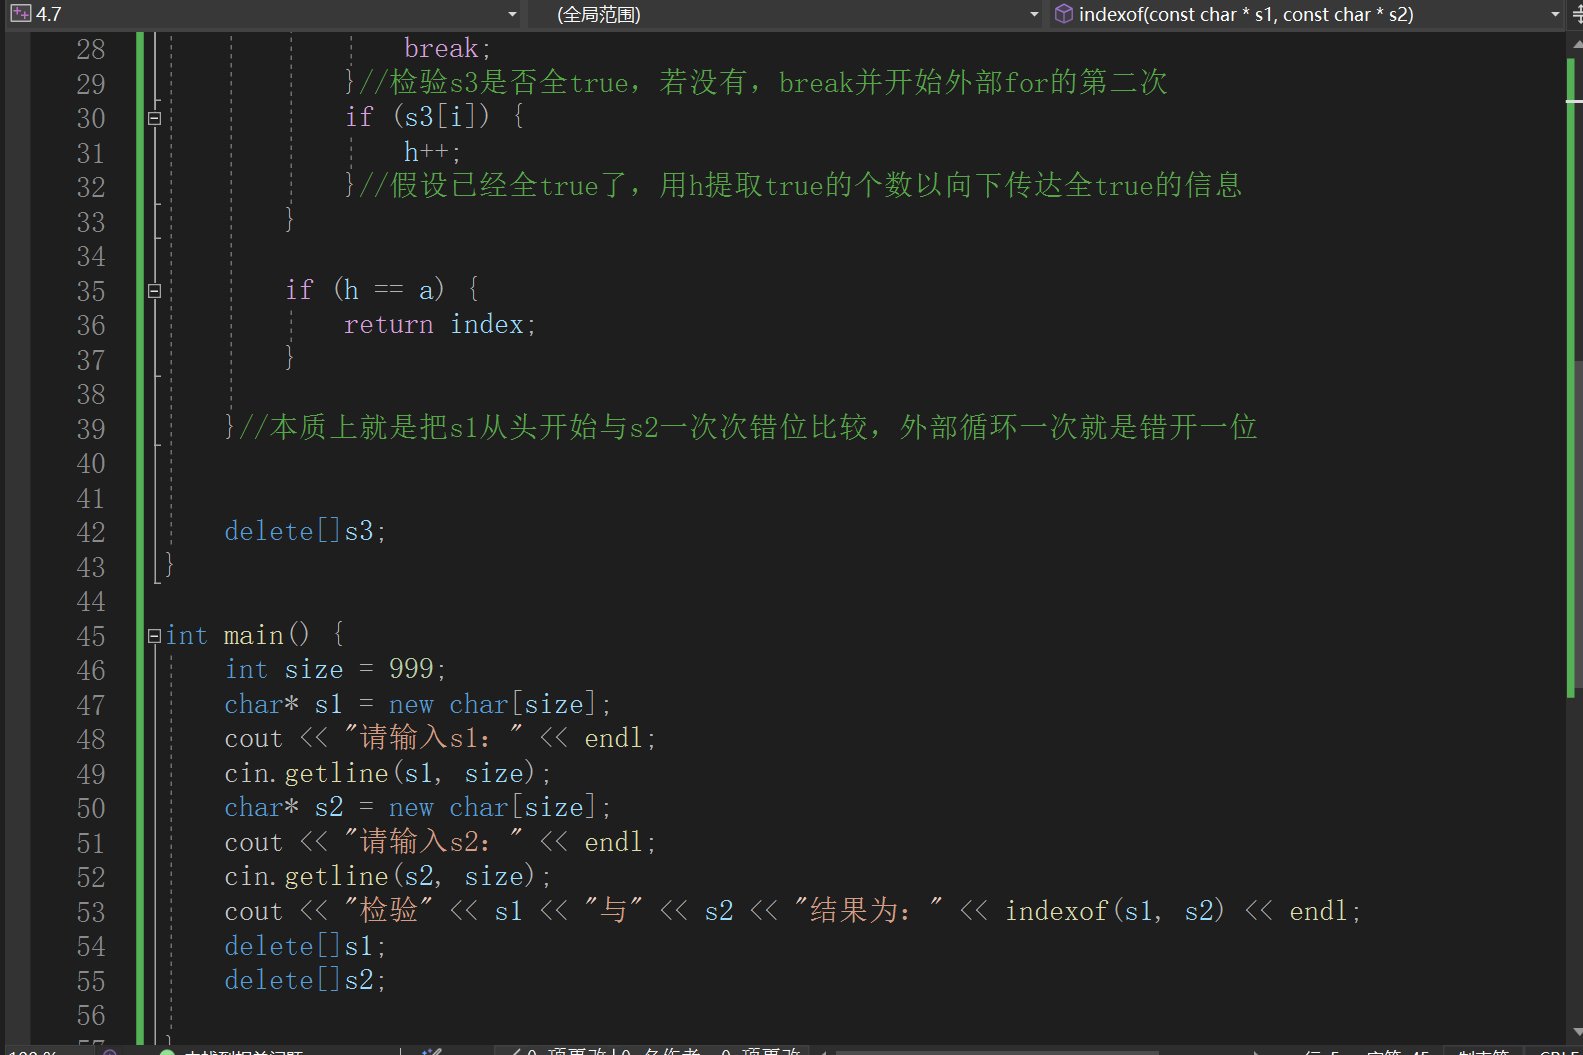 4.7 (全局范围) indexof(const char * s1, const char * s2)
28 break;
29 }//检验s3是否全true，若没有，break并开始外部for的第二次
30 if (s3[i]) {
31 h++;
32 }//假设已经全true了，用h提取true的个数以向下传达全true的信息
33 }
34
35 if (h == a) {
36 return index;
37 }
38
39 }//本质上就是把s1从头开始与s2一次次错位比较，外部循环一次就是错开一位
40
41
42 delete[]s3;
43 }
44
45 int main() {
46 int size = 999;
47 char* s1 = new char[size];
48 cout << "请输入s1：" << endl;
49 cin.getline(s1, size);
50 char* s2 = new char[size];
51 cout << "请输入s2：" << endl;
52 cin.getline(s2, size);
53 cout << "检验" << s1 << "与" << s2 << "结果为：" << indexof(s1, s2) << endl;
54 delete[]s1;
55 delete[]s2;
56